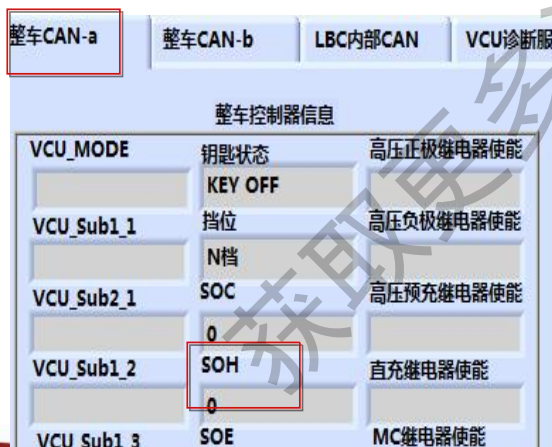 整车CAN-a 整车CAN-b LBC内部CAN VCU诊断服
整车控制器信息
VCU_MODE 钥匙状态 高压正极继电器使能
KEY OFF
VCU_Sub1_1 挡位 高压负极继电器使能
N档
VCU_Sub2_1 SOC 高压预充继电器使能
0
VCU_Sub1_2 SOH 直充继电器使能
0
VCU_Sub1_3 SOE MC继电器使能
获取更多